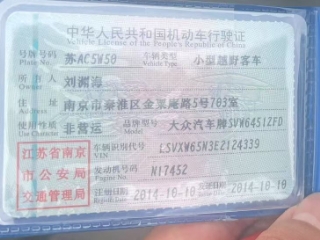 中华人民共和国机动车行驶证
Vehicle License of the People's Republic of China
号牌号码 苏AC5W50 车辆类型 小型越野客车
Plate No. Vehicle Type
所有人 刘渊海
Owner
住址 南京市秦淮区金粟庵路5号703室
Address
使用性质 非营运 品牌型号 大众汽车牌SVW6451ZFD
Use Character Model
江苏省南京 车辆识别代号 LSVXW65N3E2124339
VIN
市公安局 发动机号码 N17452
Engine No.
交通管理局 注册日期 2014-10-10 发证日期 2014-10-10
Register Date Issue Date